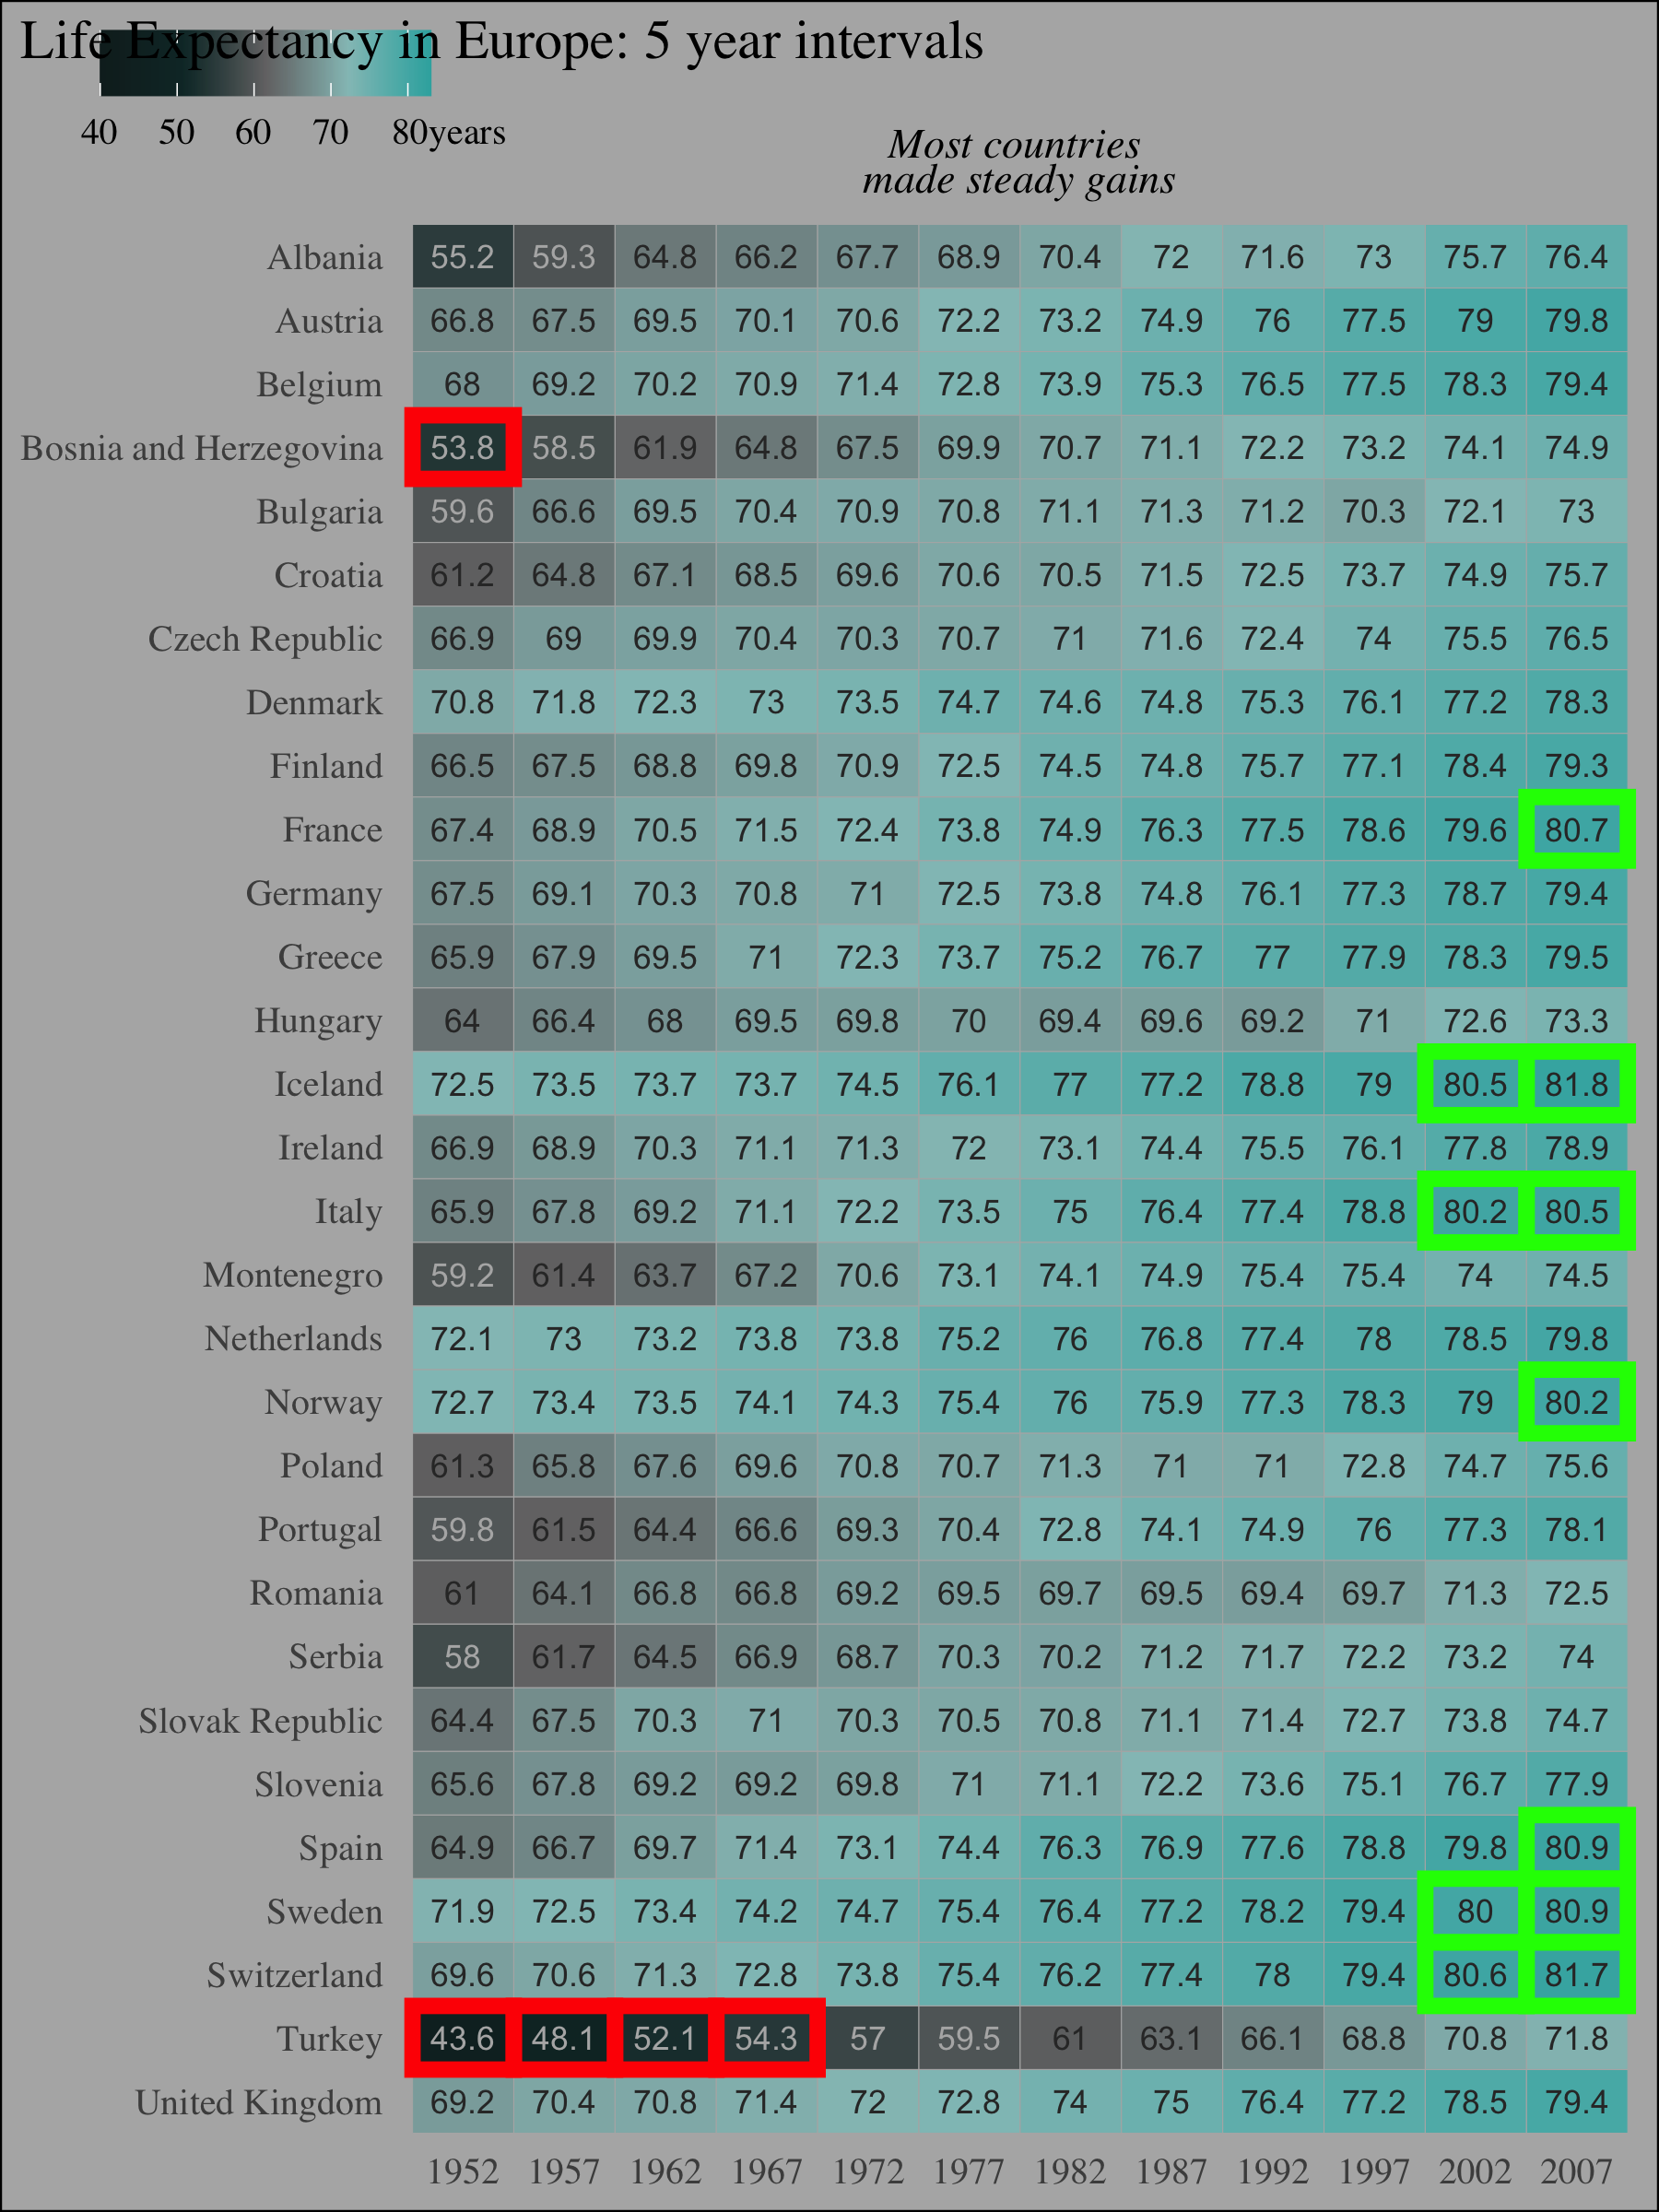 Life Expectancy in Europe: 5 year intervals
40 50 60 70 80years
Most countries
made steady gains
Albania 55.2 59.3 64.8 66.2 67.7 68.9 70.4 72 71.6 73 75.7 76.4
Austria 66.8 67.5 69.5 70.1 70.6 72.2 73.2 74.9 76 77.5 79 79.8
Belgium 68 69.2 70.2 70.9 71.4 72.8 73.9 75.3 76.5 77.5 78.3 79.4
Bosnia and Herzegovina 53.8 58.5 61.9 64.8 67.5 69.9 70.7 71.1 72.2 73.2 74.1 74.9
Bulgaria 59.6 66.6 69.5 70.4 70.9 70.8 71.1 71.3 71.2 70.3 72.1 73
Croatia 61.2 64.8 67.1 68.5 69.6 70.6 70.5 71.5 72.5 73.7 74.9 75.7
Czech Republic 66.9 69 69.9 70.4 70.3 70.7 71 71.6 72.4 74 75.5 76.5
Denmark 70.8 71.8 72.3 73 73.5 74.7 74.6 74.8 75.3 76.1 77.2 78.3
Finland 66.5 67.5 68.8 69.8 70.9 72.5 74.5 74.8 75.7 77.1 78.4 79.3
France 67.4 68.9 70.5 71.5 72.4 73.8 74.9 76.3 77.5 78.6 79.6 80.7
Germany 67.5 69.1 70.3 70.8 71 72.5 73.8 74.8 76.1 77.3 78.7 79.4
Greece 65.9 67.9 69.5 71 72.3 73.7 75.2 76.7 77 77.9 78.3 79.5
Hungary 64 66.4 68 69.5 69.8 70 69.4 69.6 69.2 71 72.6 73.3
Iceland 72.5 73.5 73.7 73.7 74.5 76.1 77 77.2 78.8 79 80.5 81.8
Ireland 66.9 68.9 70.3 71.1 71.3 72 73.1 74.4 75.5 76.1 77.8 78.9
Italy 65.9 67.8 69.2 71.1 72.2 73.5 75 76.4 77.4 78.8 80.2 80.5
Montenegro 59.2 61.4 63.7 67.2 70.6 73.1 74.1 74.9 75.4 75.4 74 74.5
Netherlands 72.1 73 73.2 73.8 73.8 75.2 76 76.8 77.4 78 78.5 79.8
Norway 72.7 73.4 73.5 74.1 74.3 75.4 76 75.9 77.3 78.3 79 80.2
Poland 61.3 65.8 67.6 69.6 70.8 70.7 71.3 71 71 72.8 74.7 75.6
Portugal 59.8 61.5 64.4 66.6 69.3 70.4 72.8 74.1 74.9 76 77.3 78.1
Romania 61 64.1 66.8 66.8 69.2 69.5 69.7 69.5 69.4 69.7 71.3 72.5
Serbia 58 61.7 64.5 66.9 68.7 70.3 70.2 71.2 71.7 72.2 73.2 74
Slovak Republic 64.4 67.5 70.3 71 70.3 70.5 70.8 71.1 71.4 72.7 73.8 74.7
Slovenia 65.6 67.8 69.2 69.2 69.8 71 71.1 72.2 73.6 75.1 76.7 77.9
Spain 64.9 66.7 69.7 71.4 73.1 74.4 76.3 76.9 77.6 78.8 79.8 80.9
Sweden 71.9 72.5 73.4 74.2 74.7 75.4 76.4 77.2 78.2 79.4 80 80.9
Switzerland 69.6 70.6 71.3 72.8 73.8 75.4 76.2 77.4 78 79.4 80.6 81.7
Turkey 43.6 48.1 52.1 54.3 57 59.5 61 63.1 66.1 68.8 70.8 71.8
United Kingdom 69.2 70.4 70.8 71.4 72 72.8 74 75 76.4 77.2 78.5 79.4
1952 1957 1962 1967 1972 1977 1982 1987 1992 1997 2002 2007